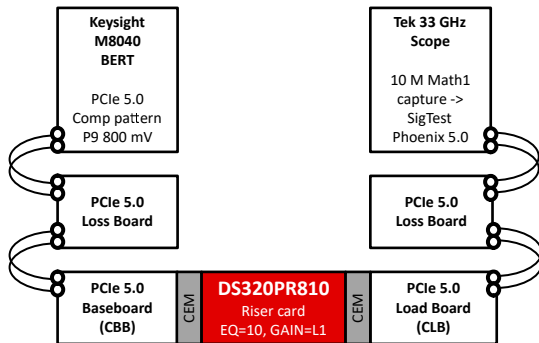 Keysight
M8040
BERT
PCIe 5.0
Comp pattern
P9 800 mV
Tek 33 GHz
Scope
10 M Math1
capture ->
SigTest
Phoenix 5.0
PCIe 5.0
Loss Board
PCIe 5.0
Loss Board
PCIe 5.0
Baseboard
(CBB)
CEM
DS320PR810
Riser card
EQ=10, GAIN=L1
CEM
PCIe 5.0
Load Board
(CLB)